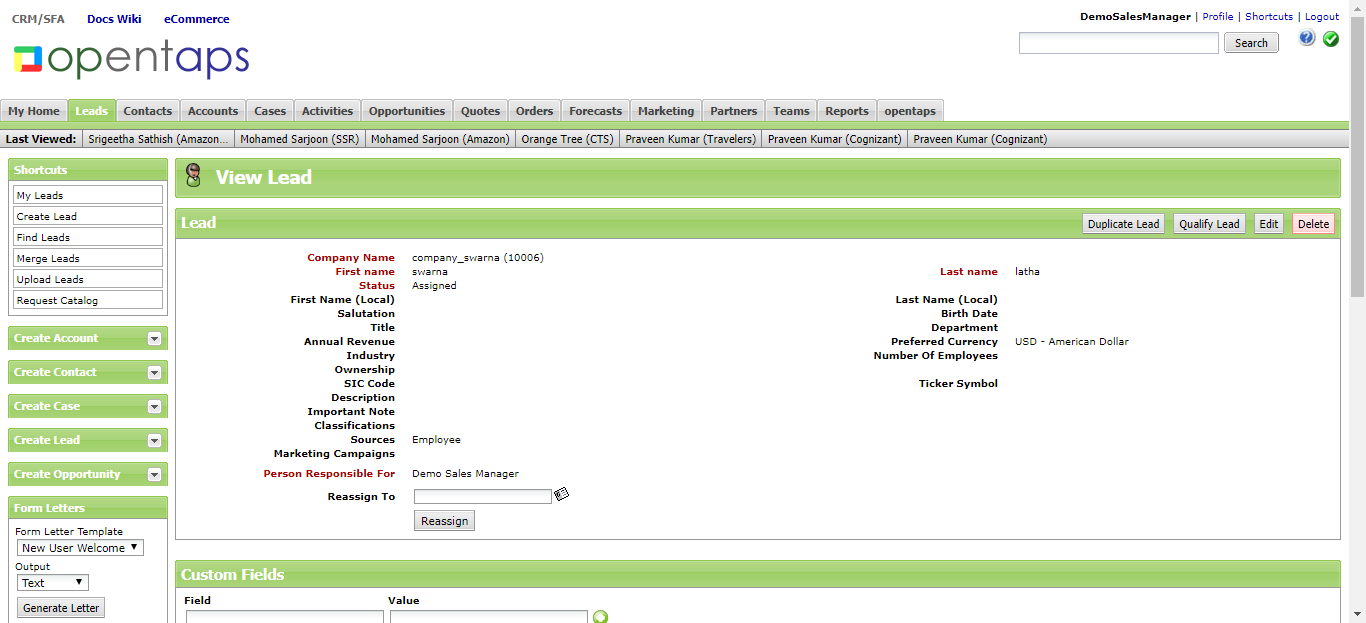 CRM/SFA Docs Wiki eCommerce
DemoSalesManager | Profile | Shortcuts | Logout
opentaps
Search
My Home Leads Contacts Accounts Cases Activities Opportunities Quotes Orders Forecasts Marketing Partners Teams Reports opentaps
Last Viewed: Srigeetha Sathish (Amazon... Mohamed Sarjoon (SSR) Mohamed Sarjoon (Amazon) Orange Tree (CTS) Praveen Kumar (Travelers) Praveen Kumar (Cognizant) Praveen Kumar (Cognizant)
Shortcuts
My Leads
Create Lead
Find Leads
Merge Leads
Upload Leads
Request Catalog
Create Account
Create Contact
Create Case
Create Lead
Create Opportunity
Form Letters
Form Letter Template
New User Welcome
Output
Text
Generate Letter
View Lead
Lead
Duplicate Lead Qualify Lead Edit Delete
Company Name company_swarna (10006)
First name swarna Last name latha
Status Assigned
First Name (Local) Last Name (Local)
Salutation Birth Date
Title Department
Annual Revenue Preferred Currency USD - American Dollar
Industry Number Of Employees
Ownership
SIC Code Ticker Symbol
Description
Important Note
Classifications
Sources Employee
Marketing Campaigns
Person Responsible For Demo Sales Manager
Reassign To
Reassign
Custom Fields
Field Value